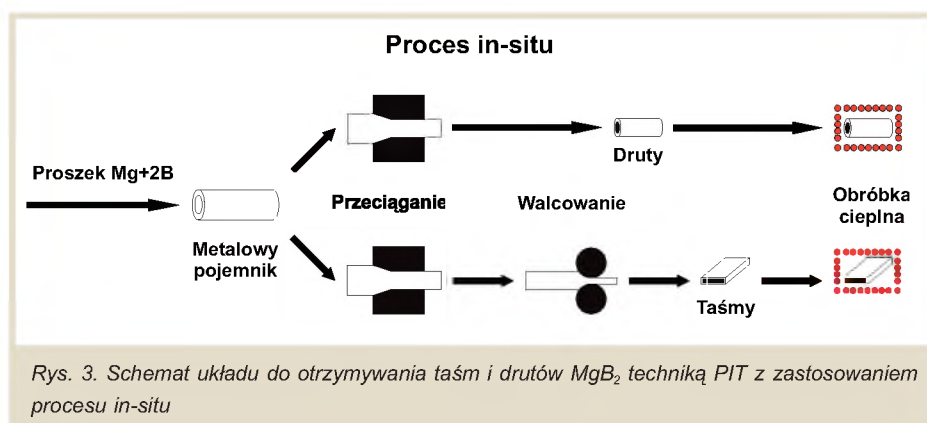 Proces in-situ
Proszek Mg+2B
Metalowy
pojemnik
Przeciąganie
Walcowanie
Druty
Taśmy
Obróbka
cieplna
Rys. 3. Schemat układu do otrzymywania taśm i drutów MgB₂ techniką PIT z zastosowaniem
procesu in-situ